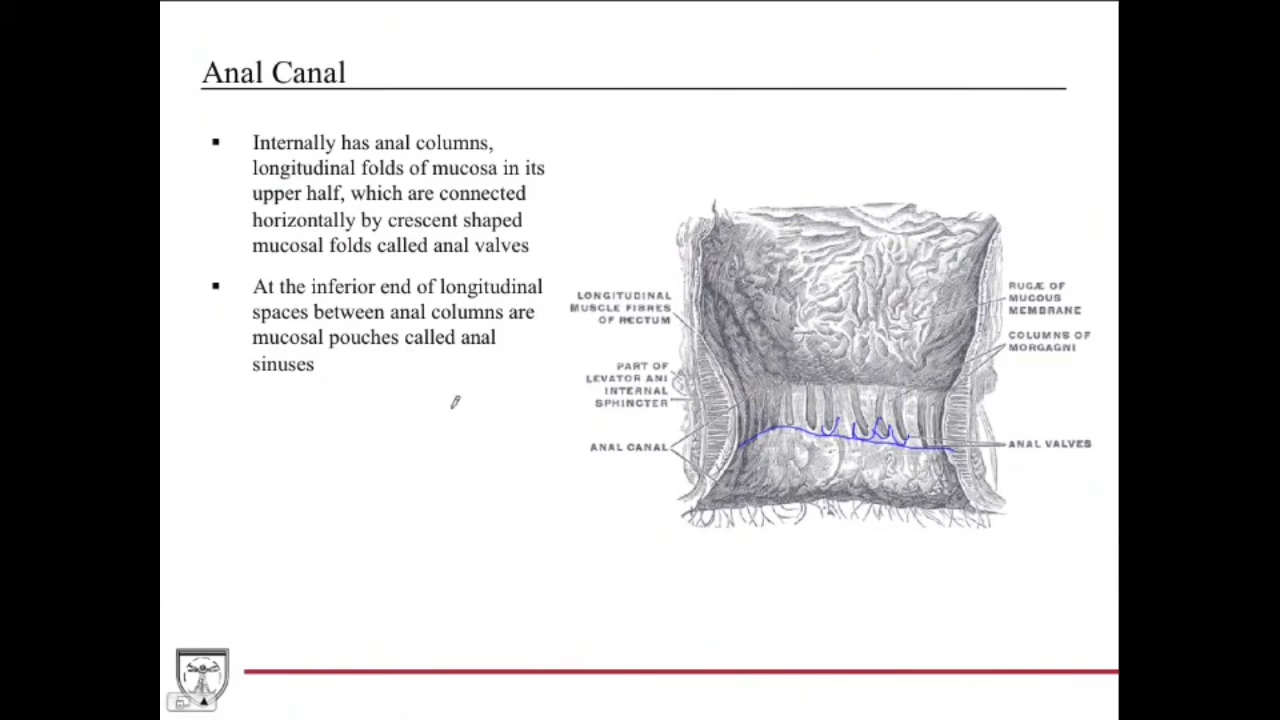 Anal Canal
Internally has anal columns,
longitudinal folds of mucosa in its
upper half, which are connected
horizontally by crescent shaped
mucosal folds called anal valves
At the inferior end of longitudinal
spaces between anal columns are
mucosal pouches called anal
sinuses
LONGITUDINAL
MUSCLE FIBRES
OF RECTUM
PART OF
LEVATOR ANI
INTERNAL
SPHINCTER
ANAL CANAL
RUGÆ OF
MUCOUS
MEMBRANE
COLUMNS OF
MORGAGNI
ANAL VALVES